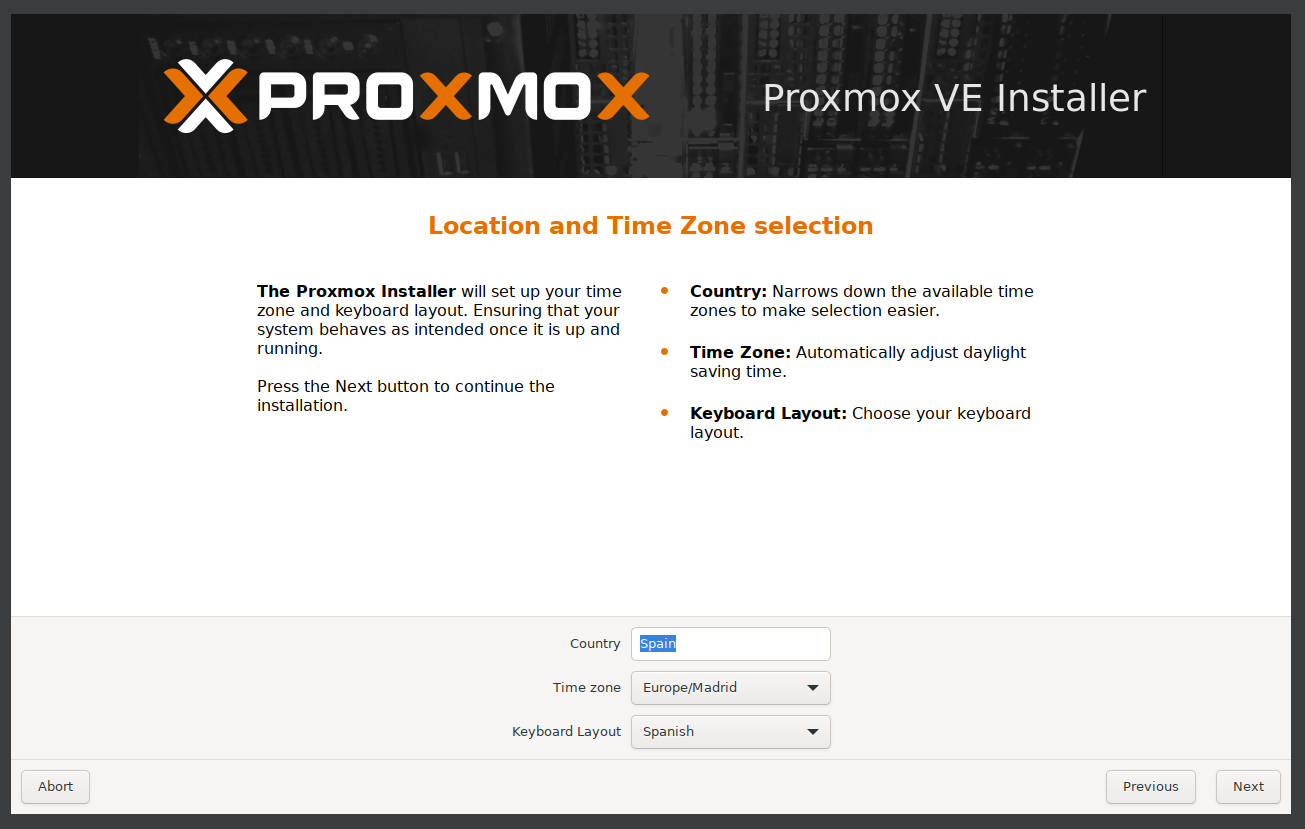 PROXMOX
Proxmox VE Installer
Location and Time Zone selection
The Proxmox Installer will set up your time
zone and keyboard layout. Ensuring that your
system behaves as intended once it is up and
running.
Press the Next button to continue the
installation.
Country: Narrows down the available time
zones to make selection easier.
Time Zone: Automatically adjust daylight
saving time.
Keyboard Layout: Choose your keyboard
layout.
Country Spain
Time zone Europe/Madrid
Keyboard Layout Spanish
Abort Previous Next